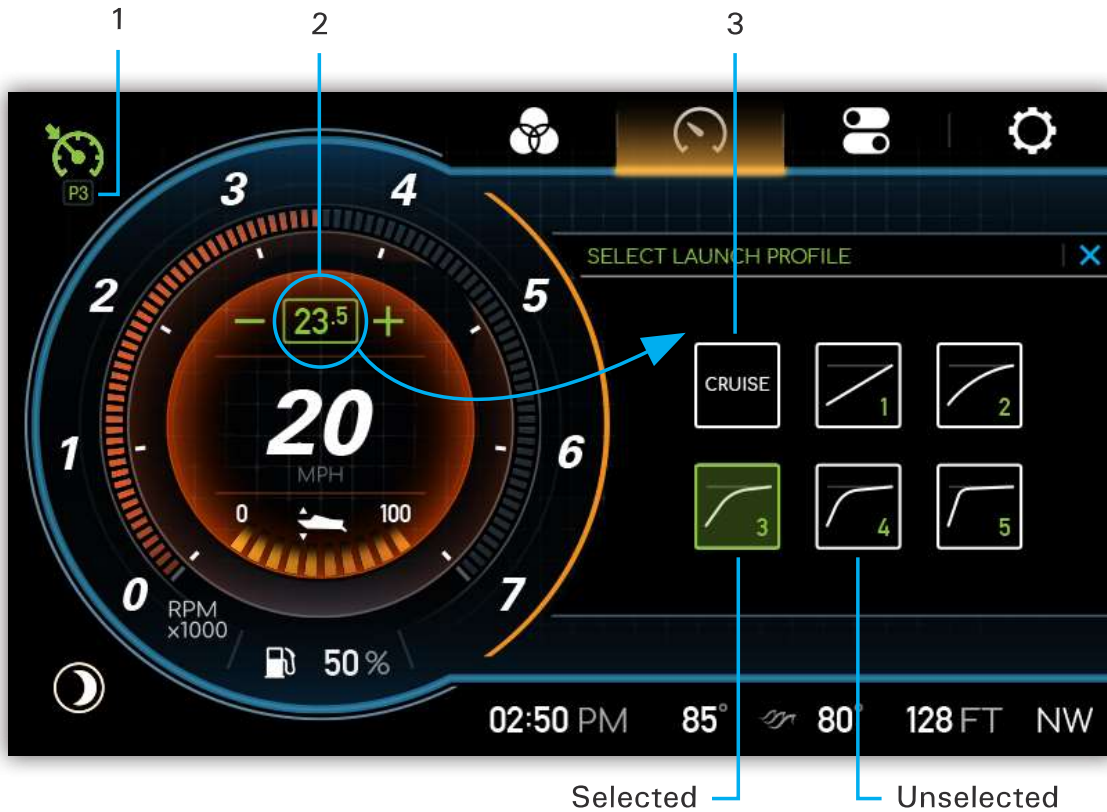 1
2
3
P3
3
4
2
5
1
6
0
7
SELECT LAUNCH PROFILE
23.5
20
MPH
0
100
RPM
x1000
50 %
CRUISE
1
2
3
4
5
02:50 PM 85° 80° 128 FT NW
Selected
Unselected